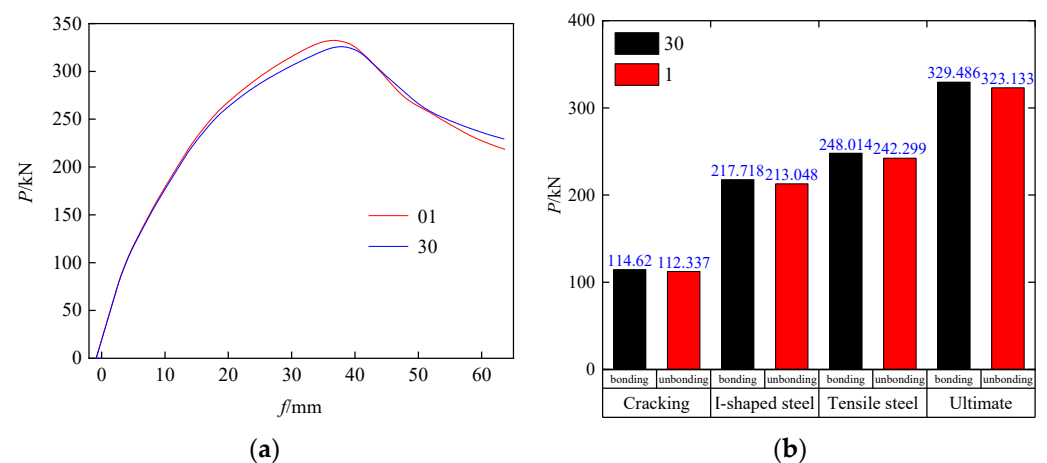 350
300
250
200
150
100
50
0
P/kN
0 10 20 30 40 50 60
f/mm
01
30
(a)
400
300
200
100
0
P/kN
30
1
114.62 112.337 217.718 213.048 248.014 242.299 329.486 323.133
bonding unbonding bonding unbonding bonding unbonding bonding unbonding
Cracking I-shaped steel Tensile steel Ultimate
(b)